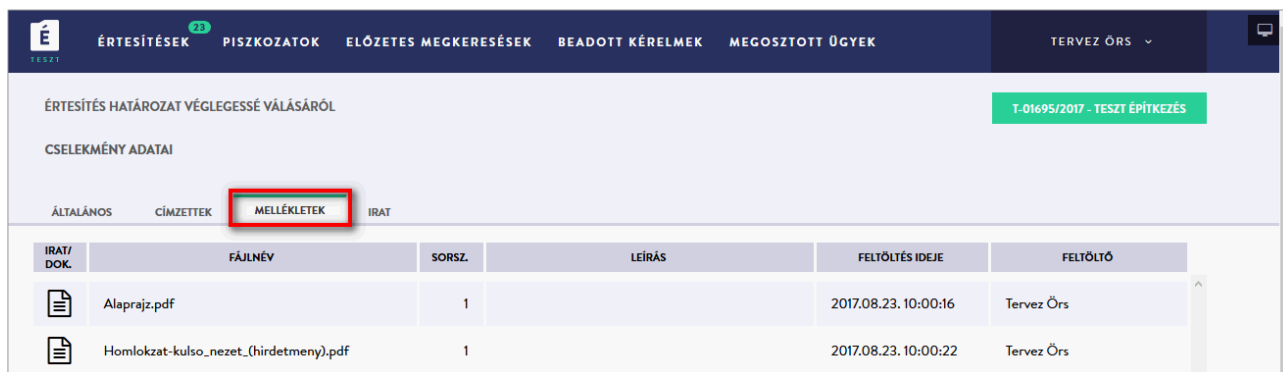 É
TESZT
ÉRTESÍTÉSEK 23 PISZKOZATOK ELŐZETES MEGKERESÉSEK BEADOTT KÉRELMEK MEGOSZTOTT ÜGYEK TERVEZ ÖRS
ÉRTESÍTÉS HATÁROZAT VÉGLEGESSÉ VÁLÁSÁRÓL T-01695/2017 - TESZT ÉPÍTKEZÉS
CSELEKMÉNY ADATAI
ÁLTALÁNOS CÍMZETTEK MELLÉKLETEK IRAT
IRAT/
DOK. FÁJLNÉV SORSZ. LEÍRÁS FELTÖLTÉS IDEJE FELTÖLTŐ
Alaprajz.pdf 1 2017.08.23. 10:00:16 Tervez Örs
Homlokzat-kulso_nezet_(hirdetmeny).pdf 1 2017.08.23. 10:00:22 Tervez Örs